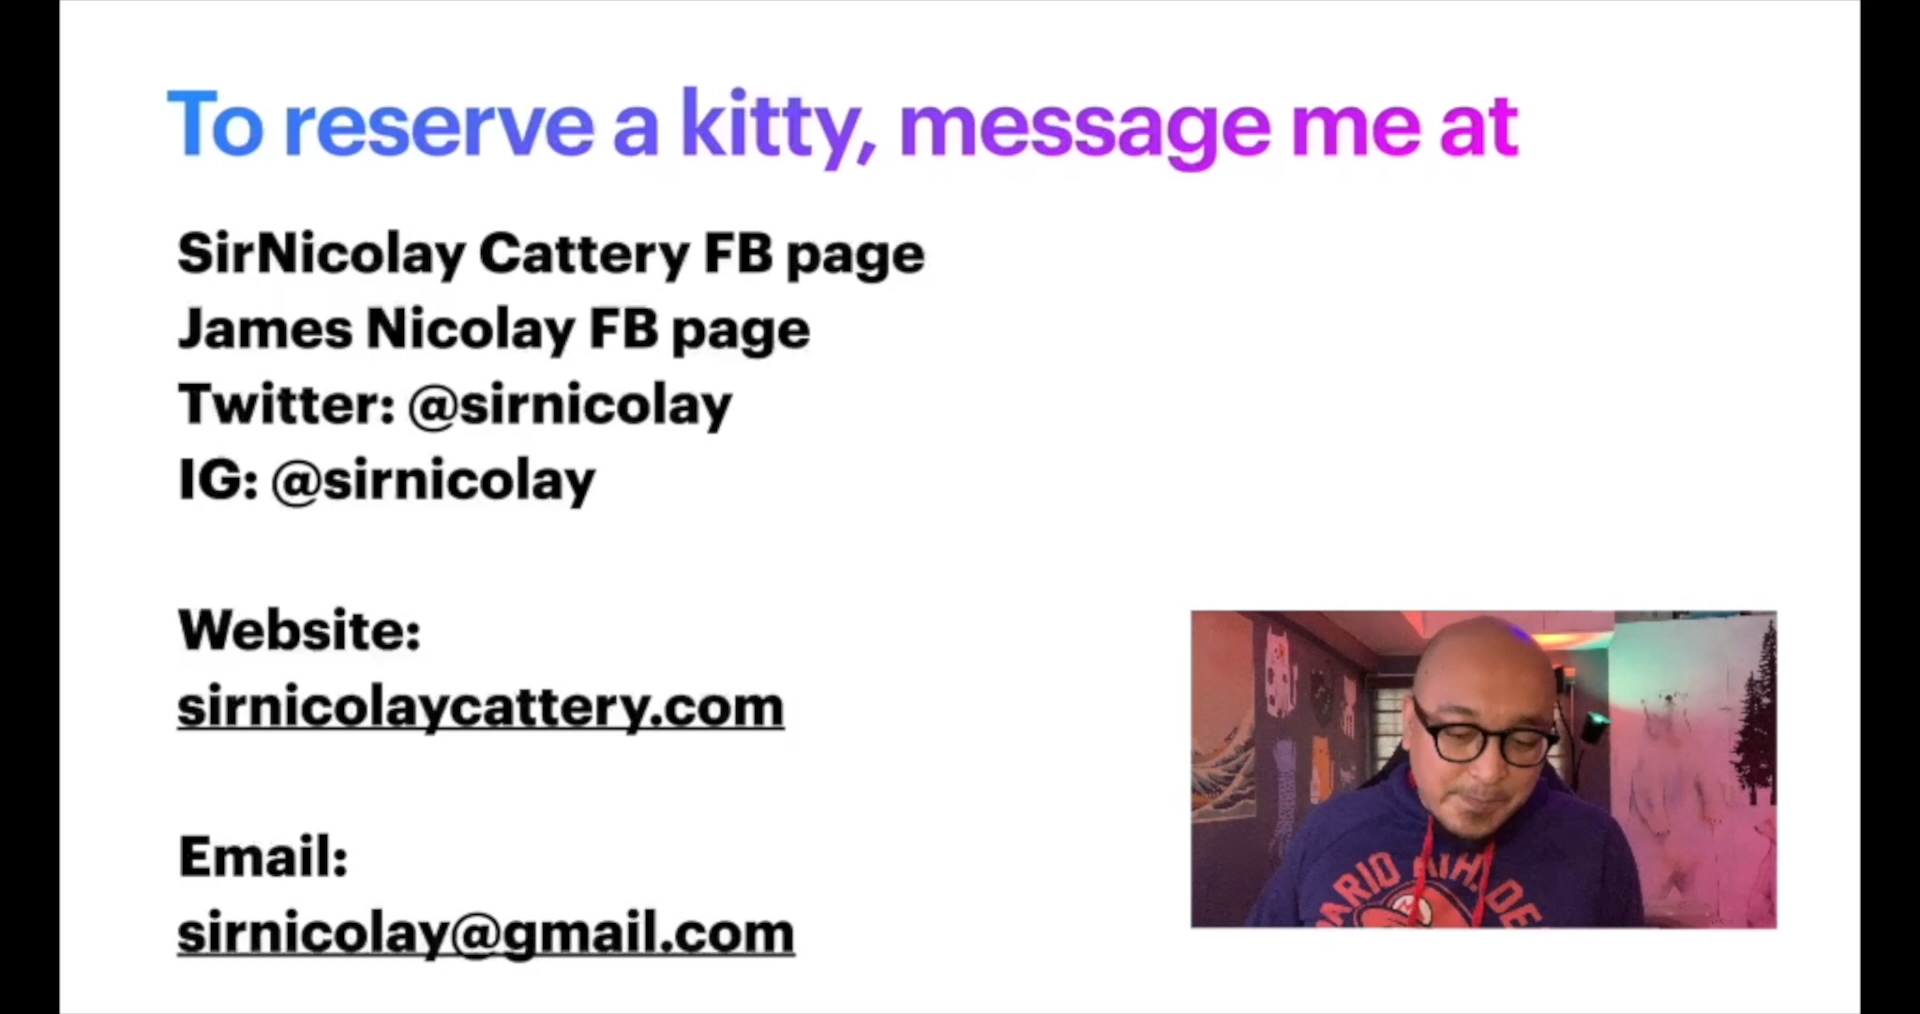 To reserve a kitty, message me at
SirNicolay Cattery FB page
James Nicolay FB page
Twitter: @sirnicolay
IG: @sirnicolay
Website:
sirnicolaycattery.com
Email:
sirnicolay@gmail.com